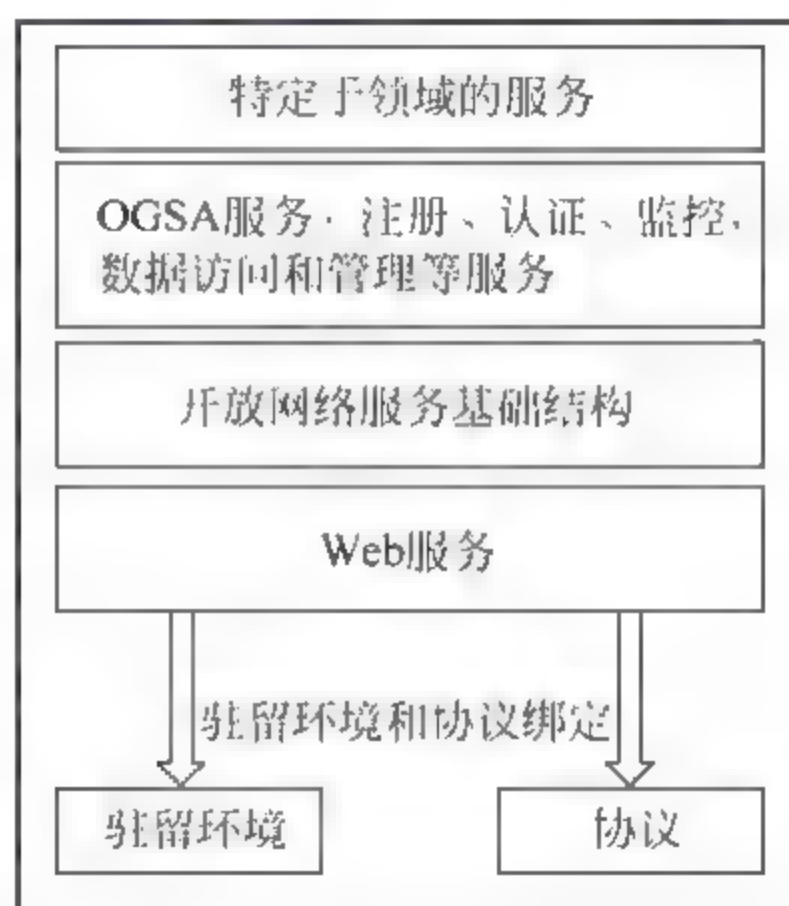 特定于领域的服务
OGSA服务：注册、认证、监控、
数据访问和管理等服务
开放网络服务基础结构
Web服务
驻留环境和协议绑定
驻留环境
协议